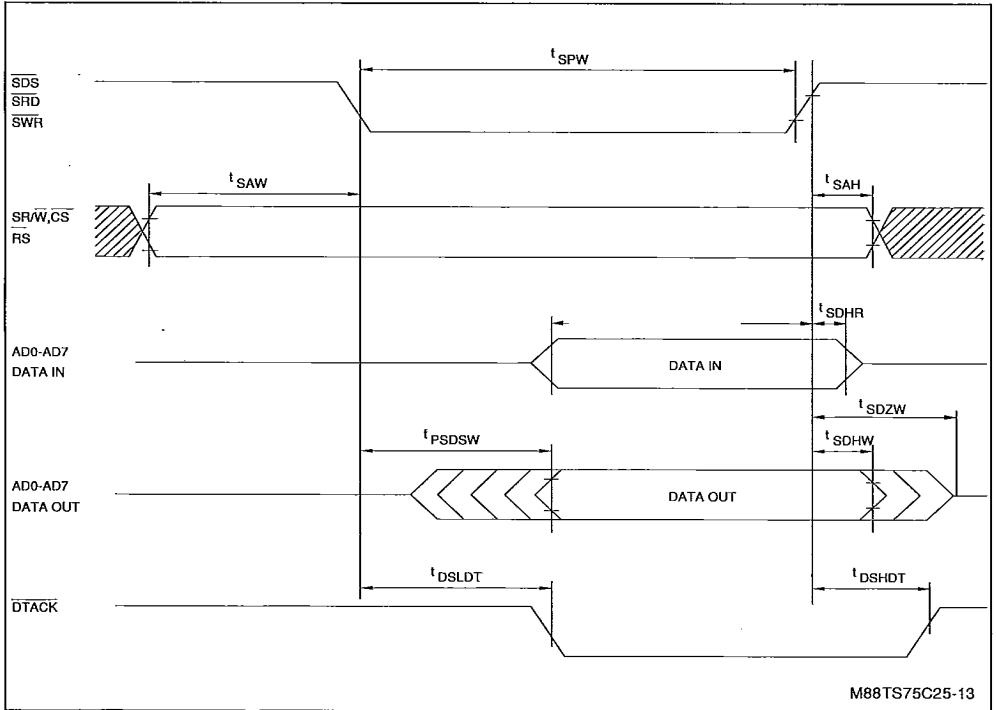 tSPW
SDS
SRD
SWR
tSAW
tSAH
SR/W,CS
RS
tSDHR
AD0-AD7
DATA IN
DATA IN
tSDZW
tPSDSW
tSDHW
AD0-AD7
DATA OUT
DATA OUT
tDSLDT
tDSHDT
DTACK
M88TS75C25-13